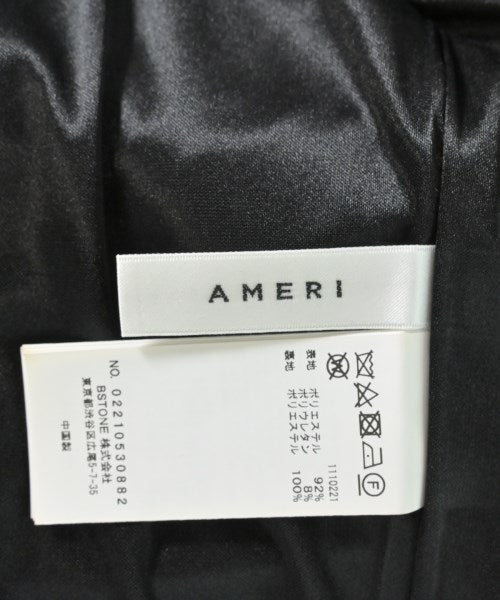 AMERI
1110221
表地 ポリエステル 92%
ポリウレタン 8%
裏地 ポリエステル 100%
NO. 02210530882
BSTONE 株式会社
東京都渋谷区広尾5-7-35
中国製
F